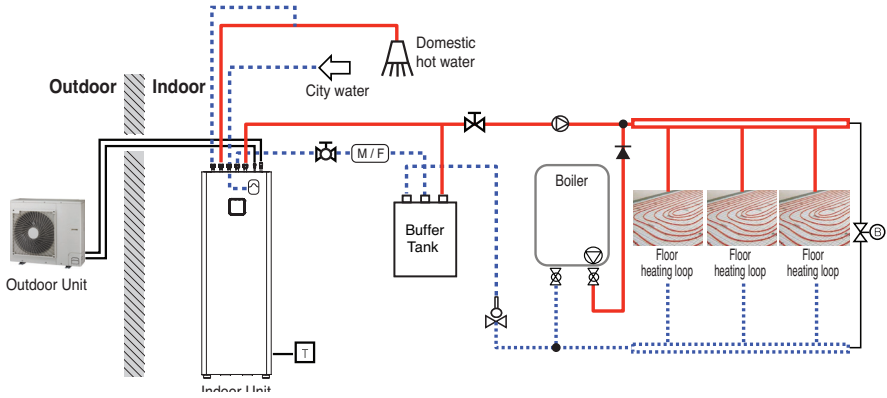 Domestic
hot water
Outdoor
Indoor
City water
M / F
Boiler
Buffer
Tank
Floor
heating loop
Floor
heating loop
Floor
heating loop
B
Outdoor Unit
T
Indoor Unit